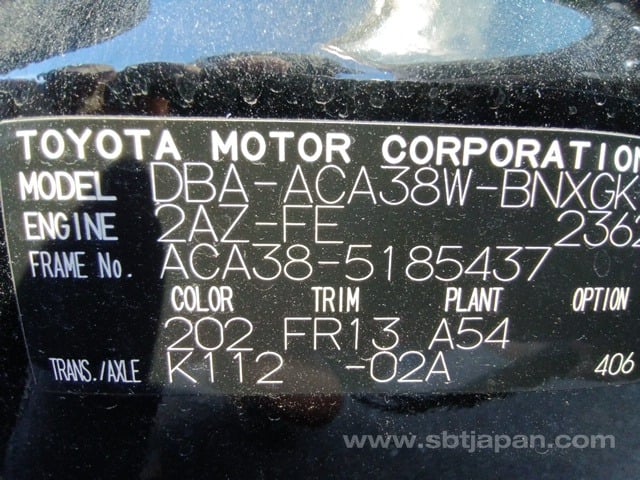 TOYOTA MOTOR CORPORATION
MODEL DBA-ACA38W-BNXGK
ENGINE 2AZ-FE 2362
FRAME No. ACA38-5185437
COLOR TRIM PLANT OPTION
202 FR13 A54
TRANS./AXLE K112 -02A 406
www.sbtjapan.com